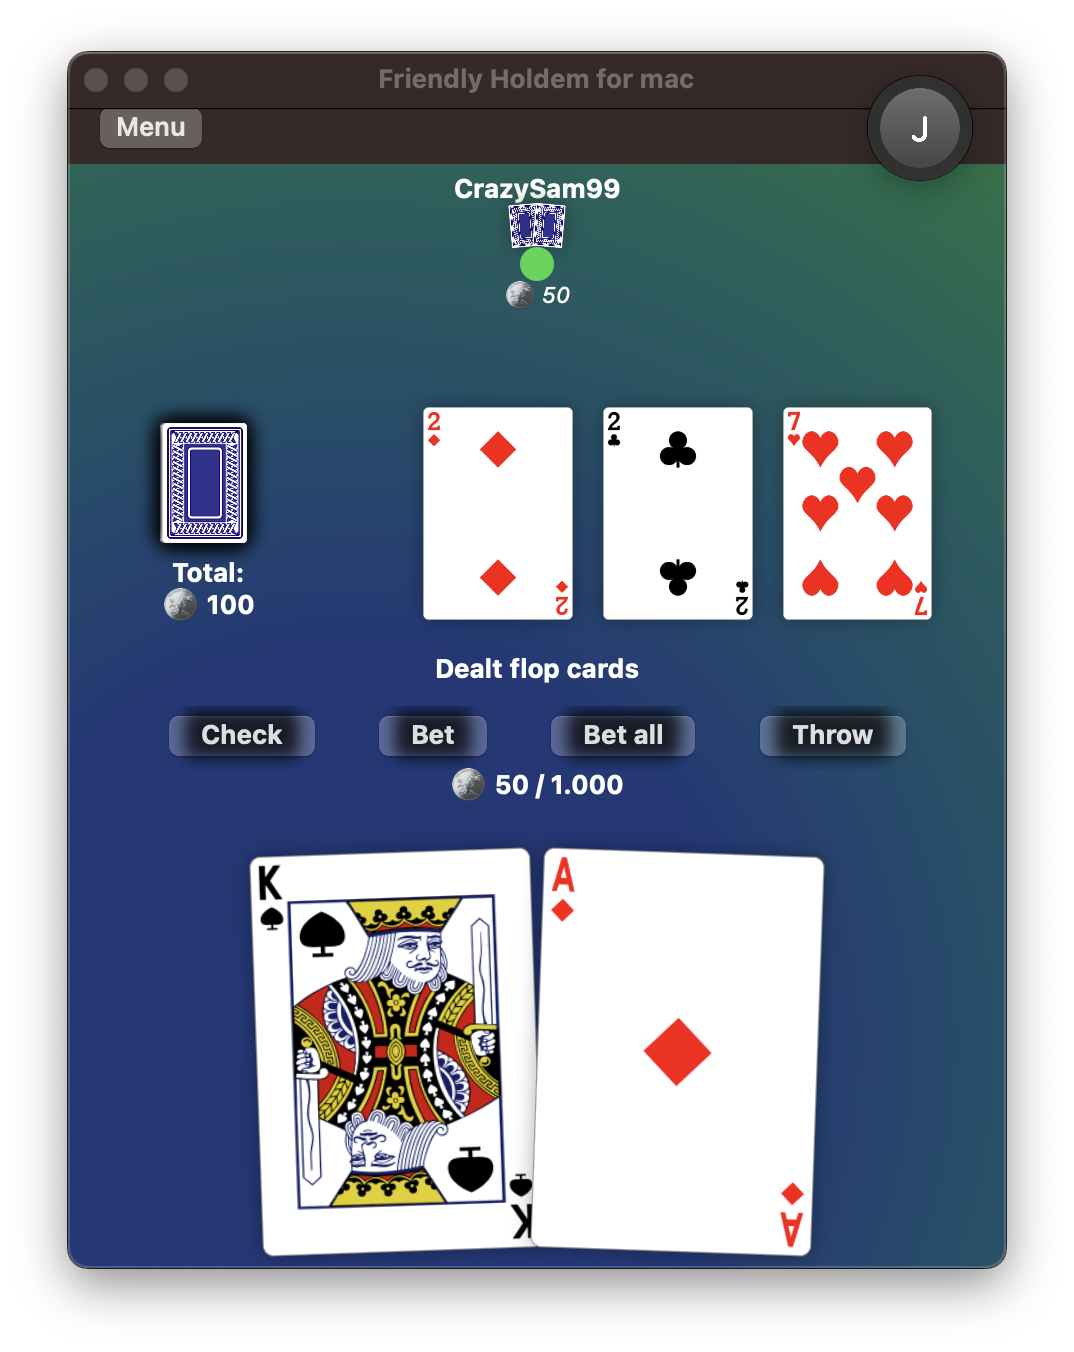 Friendly Holdem for mac
Menu
J
CrazySam99
50
2
2
2
2
7
7
Total:
100
Dealt flop cards
Check
Bet
Bet all
Throw
50 / 1.000
K
K
A
A